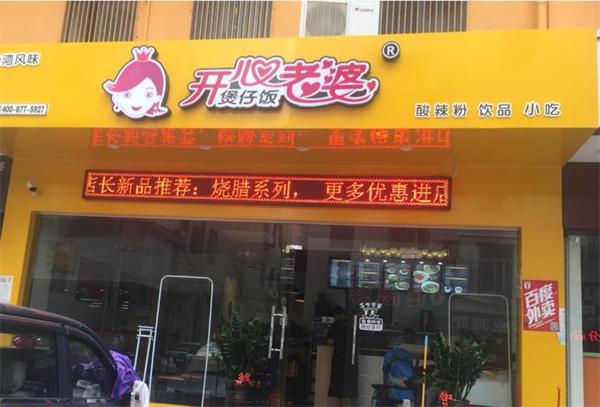 湾风味
400-877-5927
开心老婆
®
煲仔饭
酸辣粉 饮品 小吃
店长新品推荐：烧腊系列， 更多优惠进店
百度
外卖